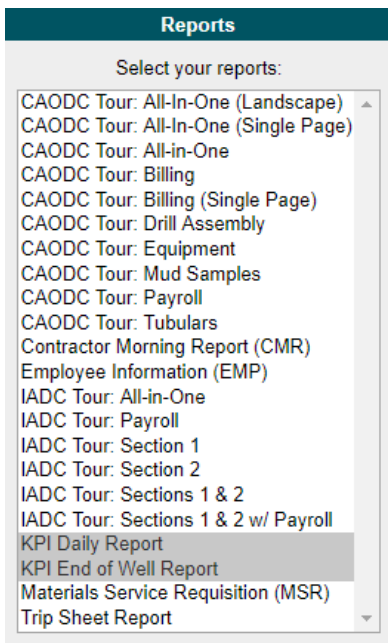 Reports
Select your reports:
CAODC Tour: All-In-One (Landscape)
CAODC Tour: All-In-One (Single Page)
CAODC Tour: All-in-One
CAODC Tour: Billing
CAODC Tour: Billing (Single Page)
CAODC Tour: Drill Assembly
CAODC Tour: Equipment
CAODC Tour: Mud Samples
CAODC Tour: Payroll
CAODC Tour: Tubulars
Contractor Morning Report (CMR)
Employee Information (EMP)
IADC Tour: All-in-One
IADC Tour: Payroll
IADC Tour: Section 1
IADC Tour: Section 2
IADC Tour: Sections 1 & 2
IADC Tour: Sections 1 & 2 w/ Payroll
KPI Daily Report
KPI End of Well Report
Materials Service Requisition (MSR)
Trip Sheet Report